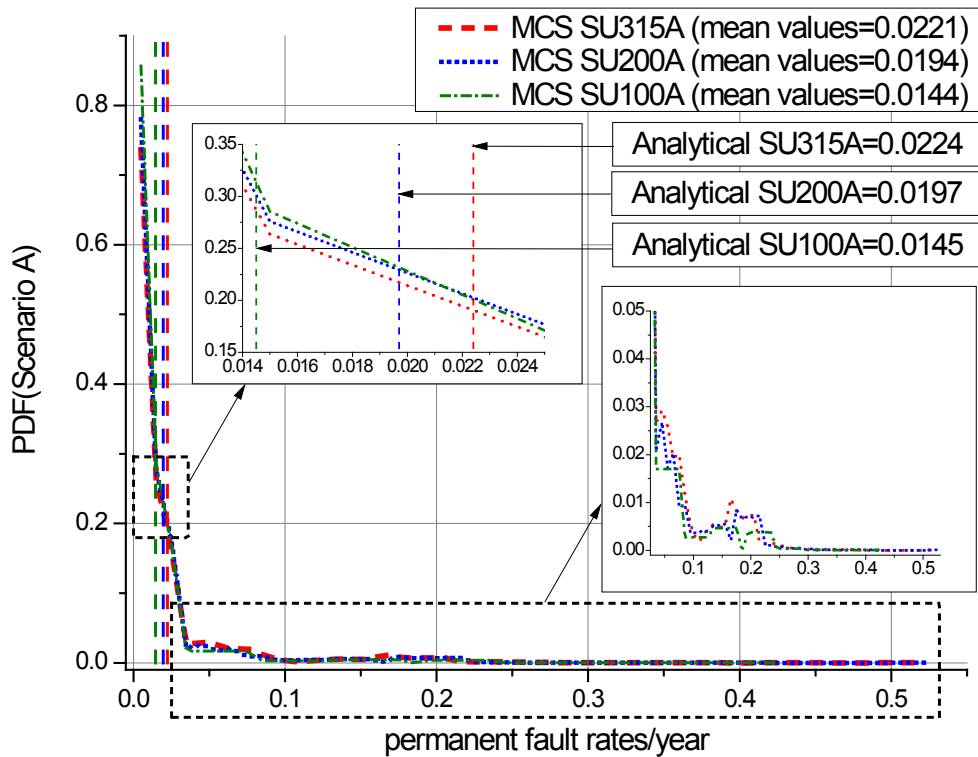 MCS SU315A (mean values=0.0221)
MCS SU200A (mean values=0.0194)
MCS SU100A (mean values=0.0144)
Analytical SU315A=0.0224
Analytical SU200A=0.0197
Analytical SU100A=0.0145
PDF(Scenario A)
0.8
0.6
0.4
0.2
0.0
0.0 0.1 0.2 0.3 0.4 0.5
permanent fault rates/year
0.35
0.30
0.25
0.20
0.15
0.014 0.016 0.018 0.020 0.022 0.024
0.05
0.04
0.03
0.02
0.01
0.00
0.1 0.2 0.3 0.4 0.5